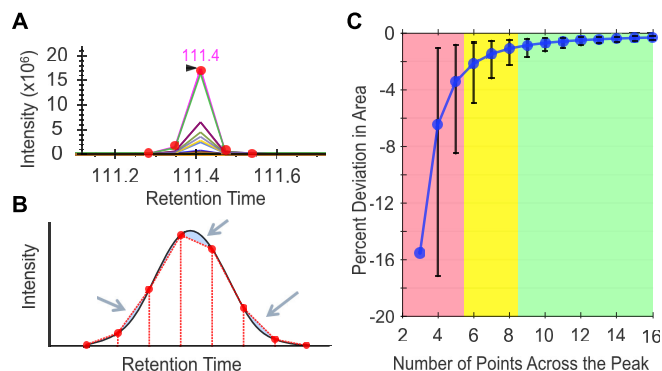 A
111.4
Intensity (x10⁶)
20
15
10
5
0
111.2
111.4
111.6
Retention Time
B
Intensity
Retention Time
C
Percent Deviation in Area
0
-4
-8
-12
-16
-20
2
4
6
8
10
12
14
16
Number of Points Across the Peak